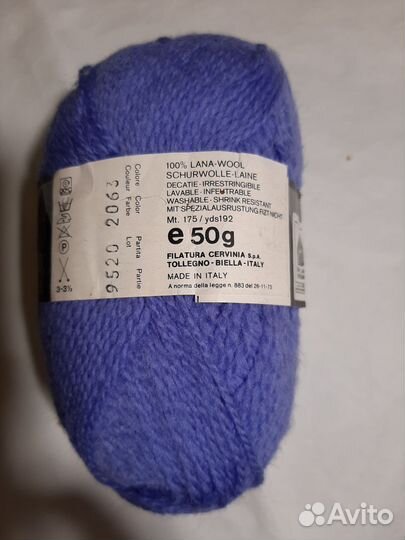 100% LANA-WOOL
SCHURWOLLE-LAINE
DECATIE-IRRESTRINGIBILE
LAVABLE-INFEUTRABLE
WASHABLE-SHRINK RESISTANT
MIT SPEZIALAUSRUSTUNG FILZT NICHT
Mt. 175 / yds192
e 50g
FILATURA CERVINIA S.p.A.
TOLLEGNO-BIELLA-ITALY
MADE IN ITALY
A norma della legge n. 883 del 26-11-73
Colore Color
Couleur Farbe
2063
Partita Partie
Lot
9520
P
3-3½
Avito